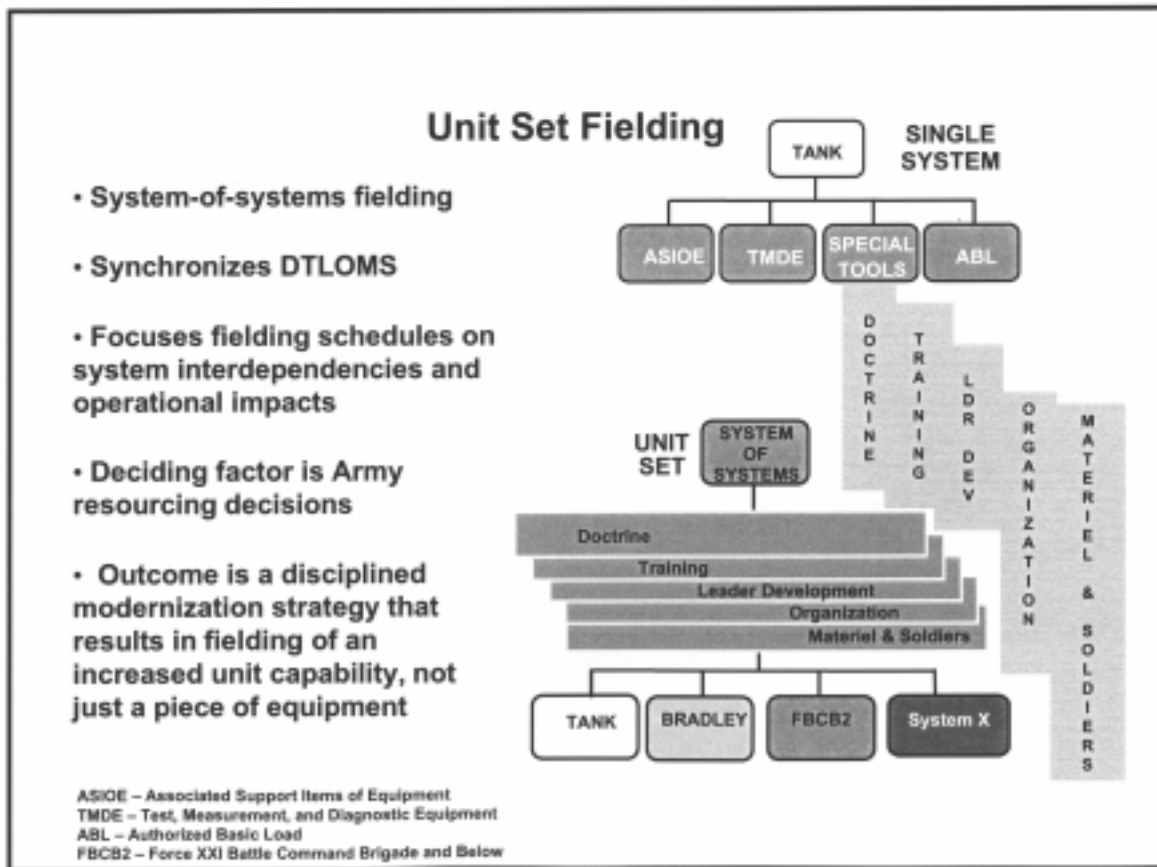 Unit Set Fielding
• System-of-systems fielding
• Synchronizes DTLOMS
• Focuses fielding schedules on
system interdependencies and
operational impacts
• Deciding factor is Army
resourcing decisions
• Outcome is a disciplined
modernization strategy that
results in fielding of an
increased unit capability, not
just a piece of equipment
TANK
SINGLE
SYSTEM
ASIOE
TMDE
SPECIAL
TOOLS
ABL
DOCTRINE
TRAINING
LDR DEV
ORGANIZATION
MATERIEL & SOLDIERS
UNIT
SET
SYSTEM
OF
SYSTEMS
Doctrine
Training
Leader Development
Organization
Materiel & Soldiers
TANK
BRADLEY
FBCB2
System X
ASIOE – Associated Support Items of Equipment
TMDE – Test, Measurement, and Diagnostic Equipment
ABL – Authorized Basic Load
FBCB2 – Force XXI Battle Command Brigade and Below